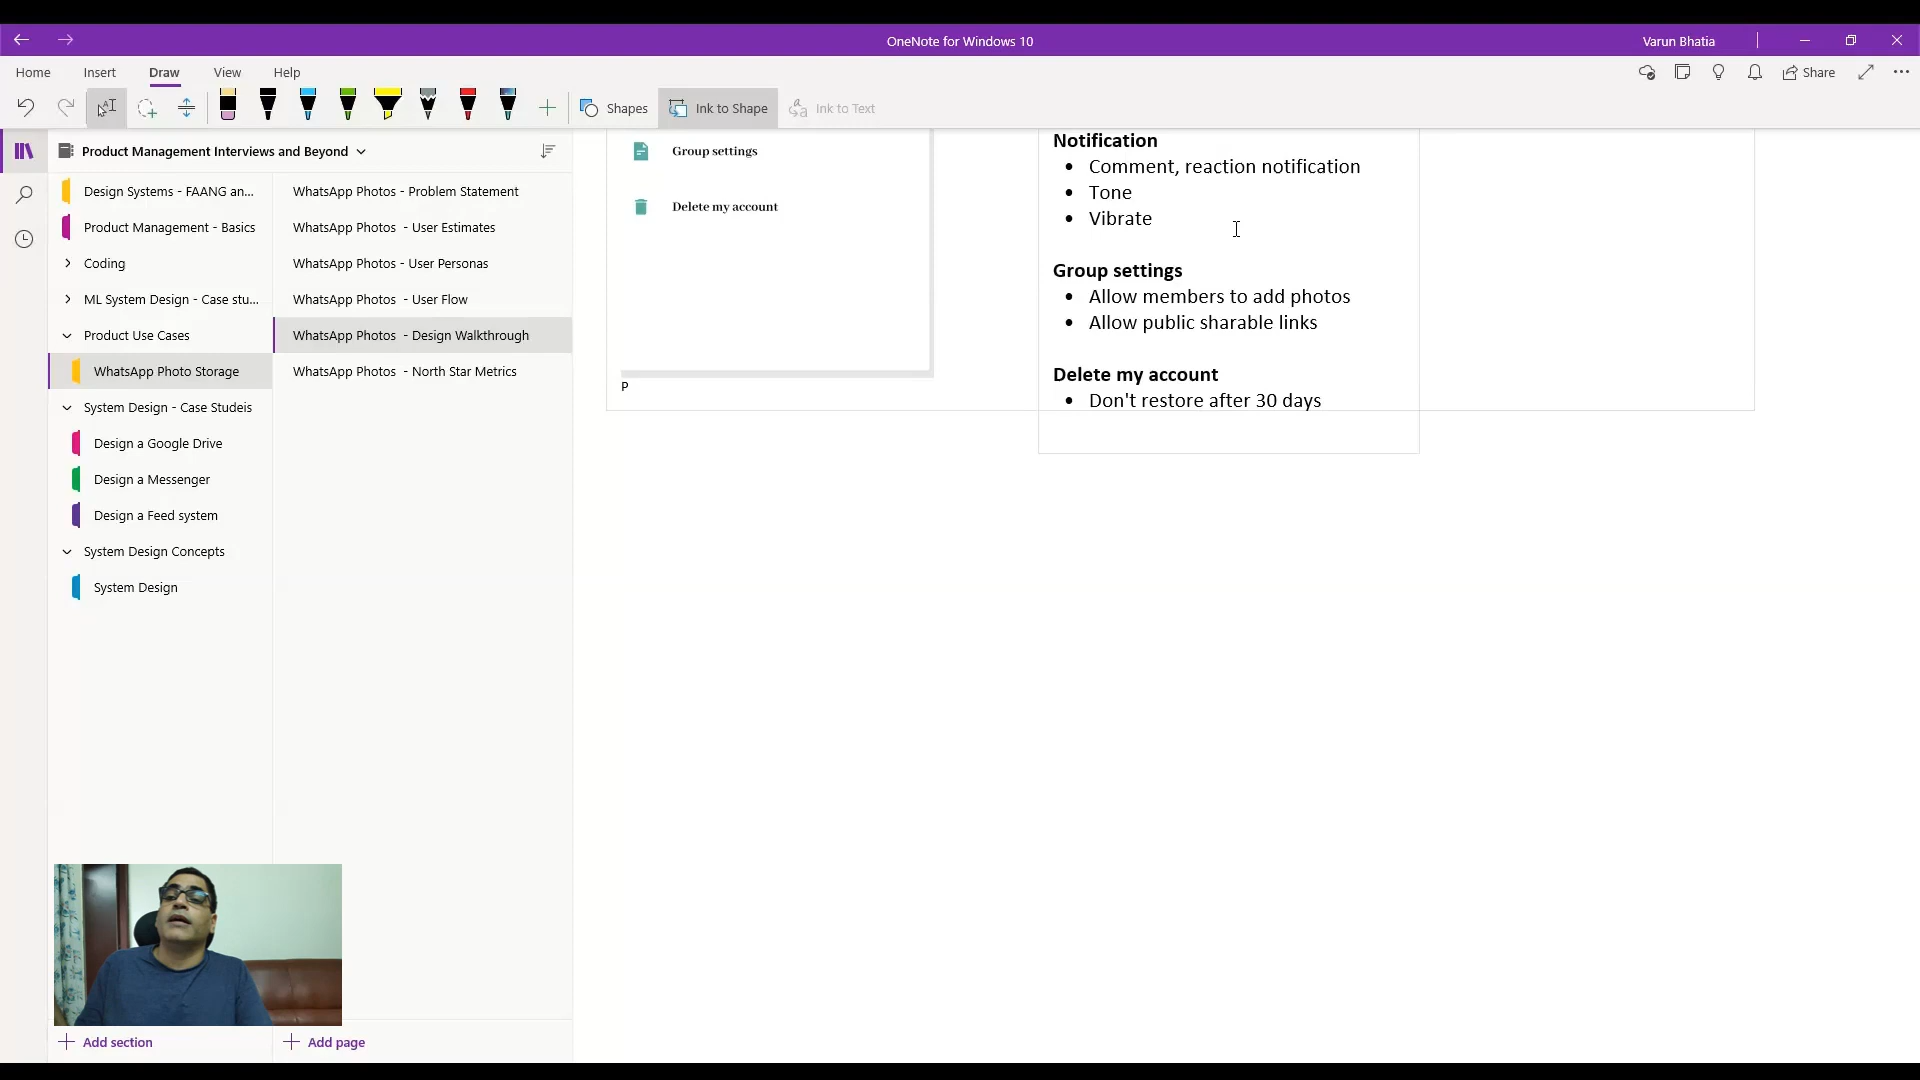 OneNote for Windows 10
Varun Bhatia
Home
Insert
Draw
View
Help
Share
Shapes
Ink to Shape
Ink to Text
Product Management Interviews and Beyond
Design Systems - FAANG an...
Product Management - Basics
Coding
ML System Design - Case stu...
Product Use Cases
WhatsApp Photo Storage
System Design - Case Studeis
Design a Google Drive
Design a Messenger
Design a Feed system
System Design Concepts
System Design
Add section
WhatsApp Photos - Problem Statement
WhatsApp Photos - User Estimates
WhatsApp Photos - User Personas
WhatsApp Photos - User Flow
WhatsApp Photos - Design Walkthrough
WhatsApp Photos - North Star Metrics
Add page
Group settings
Delete my account
P
Notification
• Comment, reaction notification
• Tone
• Vibrate
Group settings
• Allow members to add photos
• Allow public sharable links
Delete my account
• Don't restore after 30 days